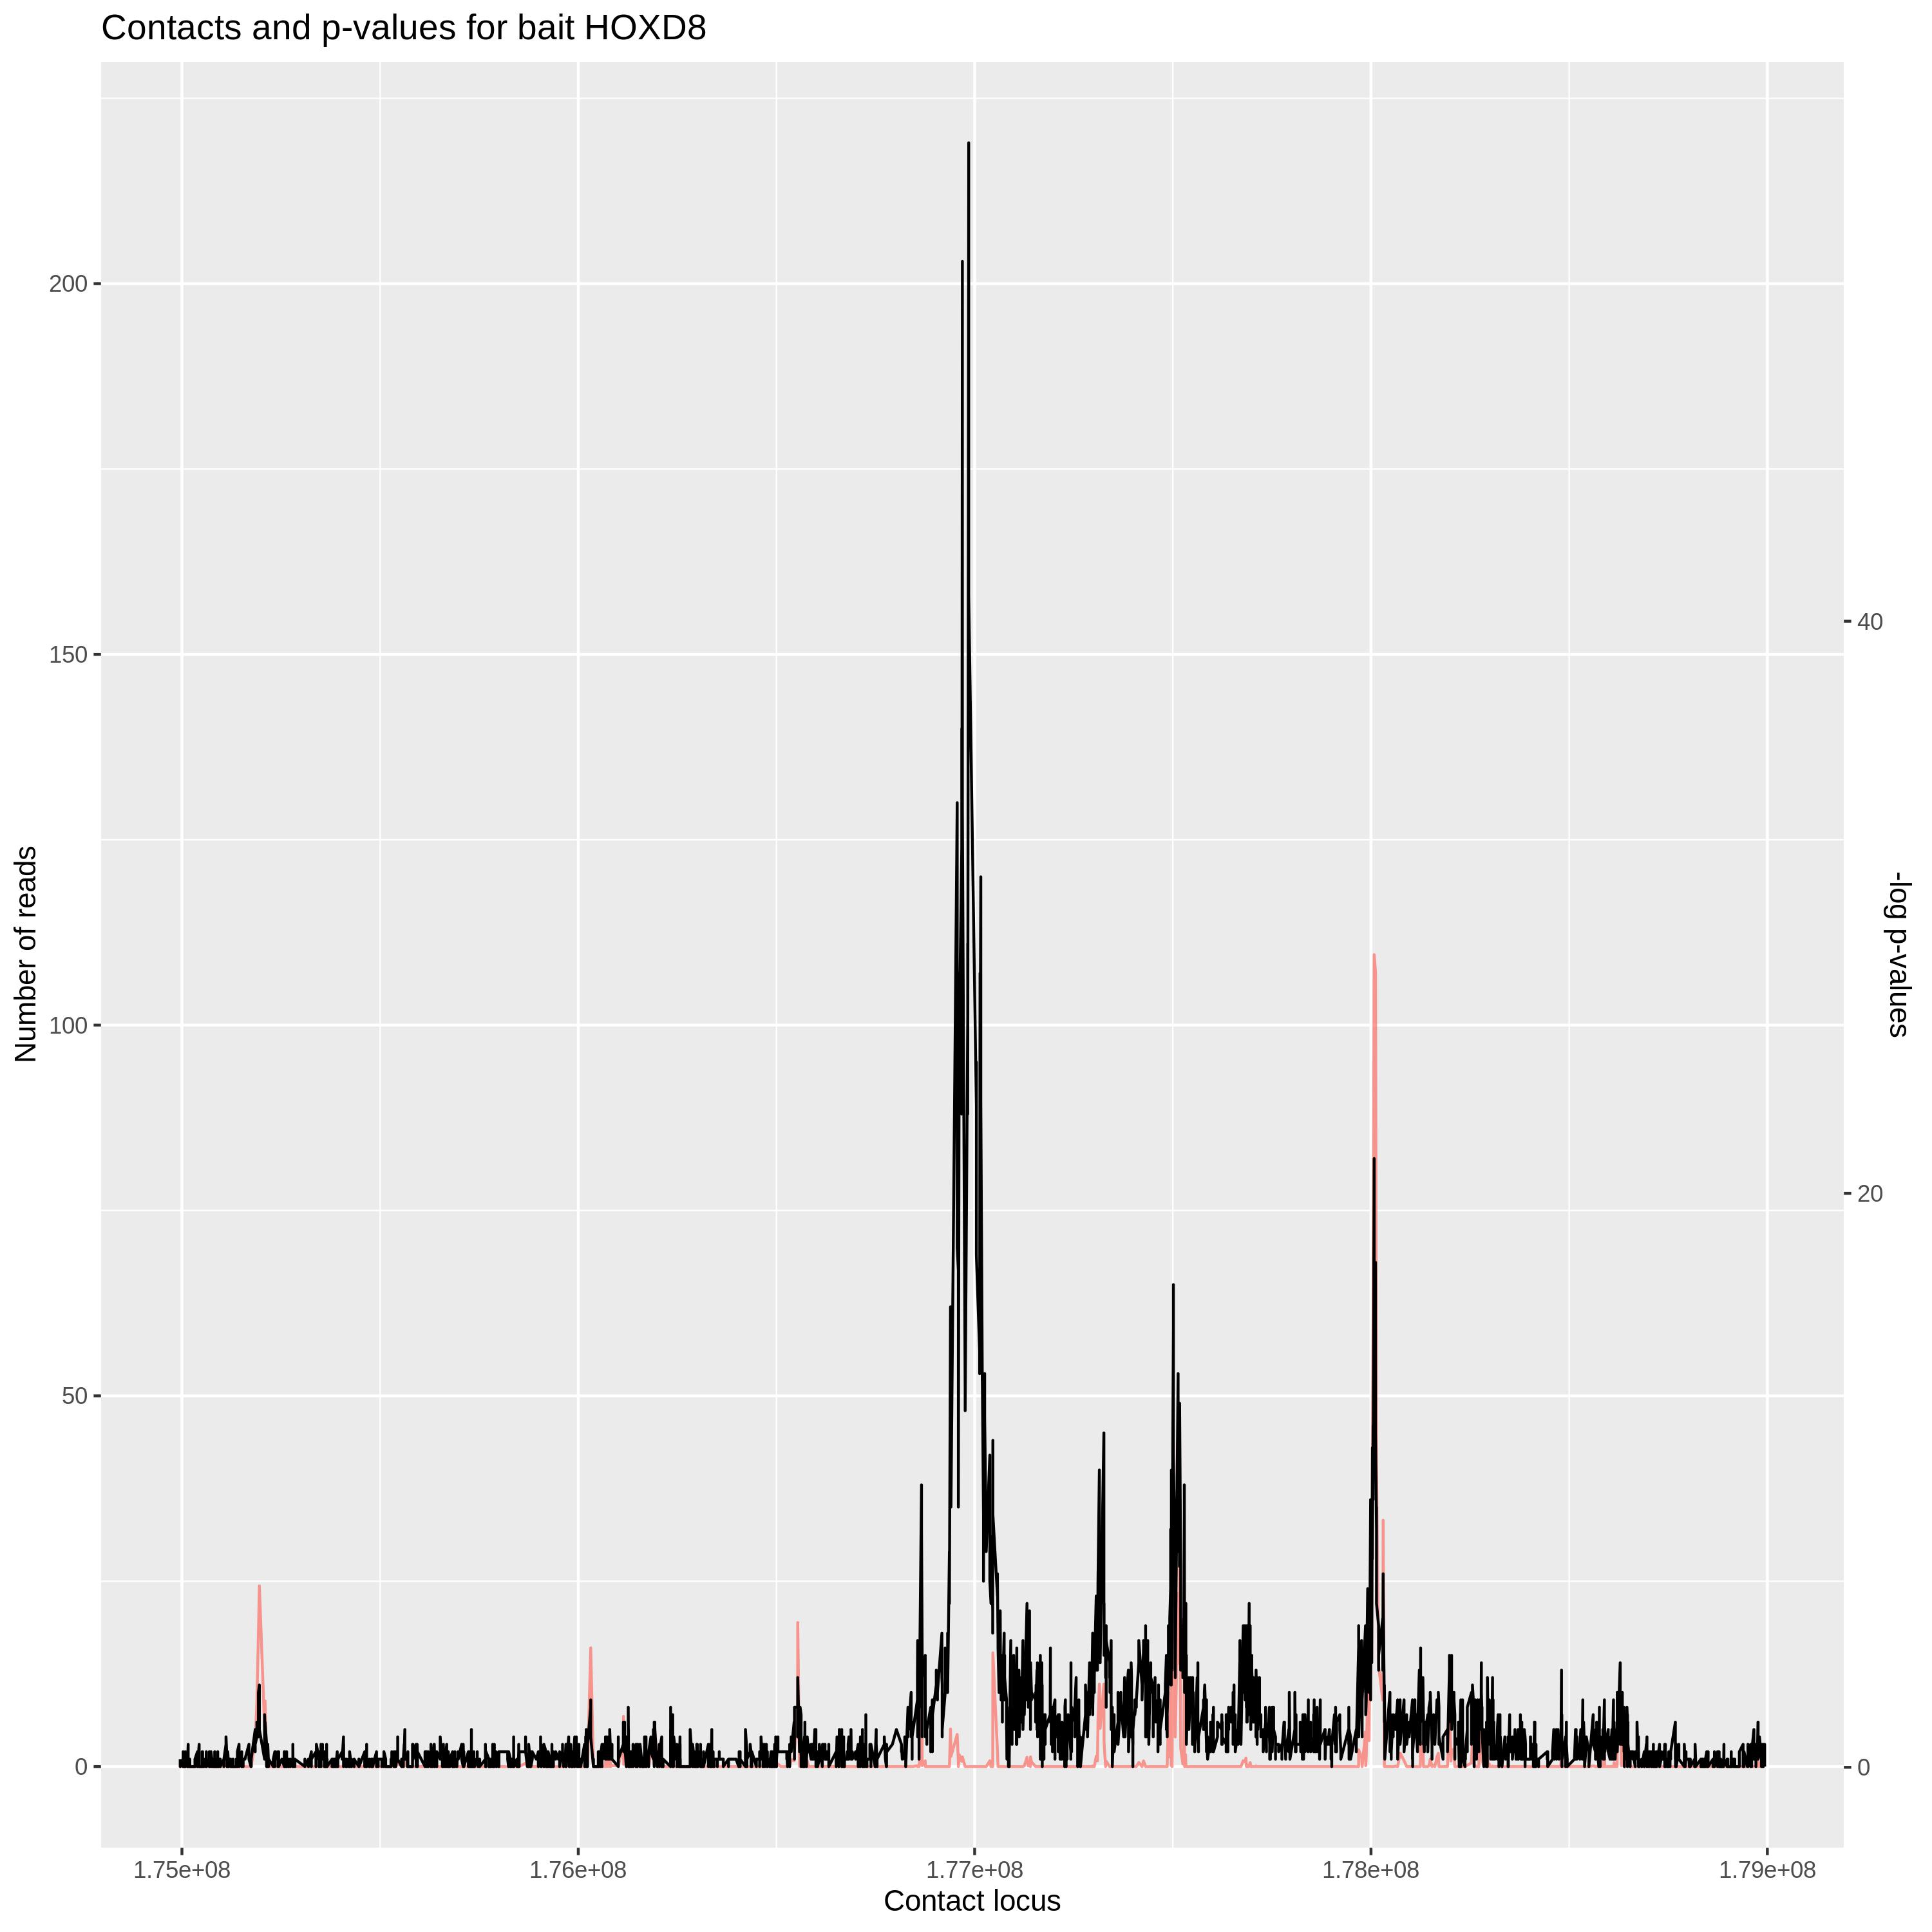 Contacts and p-values for bait HOXD8
200
150
100
50
0
Number of reads
40
20
0
-log p-values
1.75e+08 1.76e+08 1.77e+08 1.78e+08 1.79e+08
Contact locus